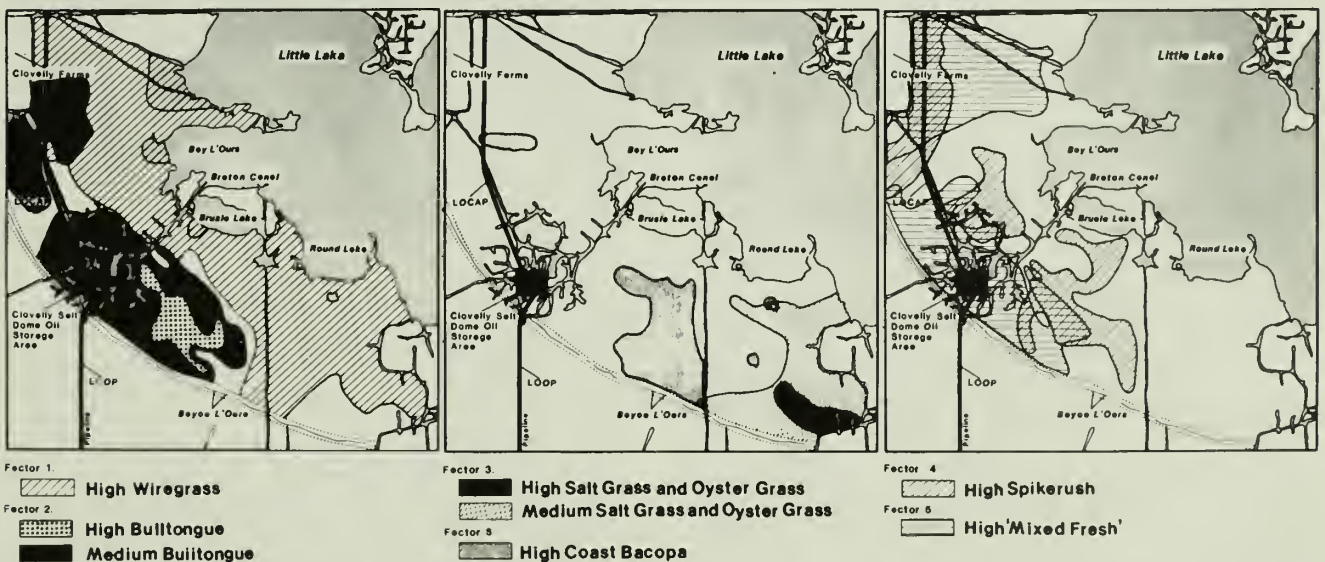 Little Lake
Clovelly Farms
Bay L'Ours
Breton Canal
LOCAP
Brusle Lake
Round Lake
Clovelly Salt
Dome Oil
Storage
Area
LOOP
Bayou L'Ours
Pipeline
Little Lake
Clovelly Farms
Bay L'Ours
Breton Canal
LOCAP
Brusle Lake
Round Lake
Clovelly Salt
Dome Oil
Storage
Area
LOOP
Bayou L'Ours
Pipeline
Little Lake
Clovelly Farms
Bay L'Ours
Breton Canal
LOCAP
Brusle Lake
Round Lake
Clovelly Salt
Dome Oil
Storage
Area
LOOP
Bayou L'Ours
Pipeline
Factor 1.
High Wiregrass
Factor 2.
High Bulltongue
Medium Bulltongue
Factor 3.
High Salt Grass and Oyster Grass
Medium Salt Grass and Oyster Grass
Factor 5
High Coast Bacopa
Factor 4
High Spikerush
Factor 6
High 'Mixed Fresh'